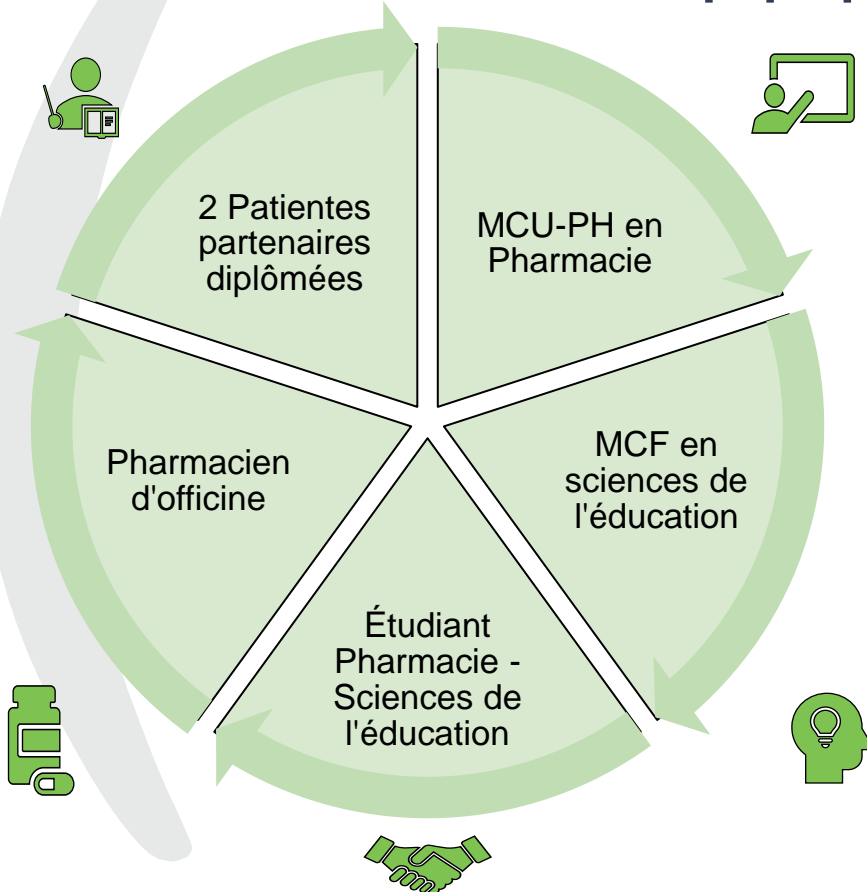 2 Patientes
partenaires
diplômées
MCU-PH en
Pharmacie
MCF en
sciences de
l'éducation
Étudiant
Pharmacie -
Sciences de
l'éducation
Pharmacien
d'officine